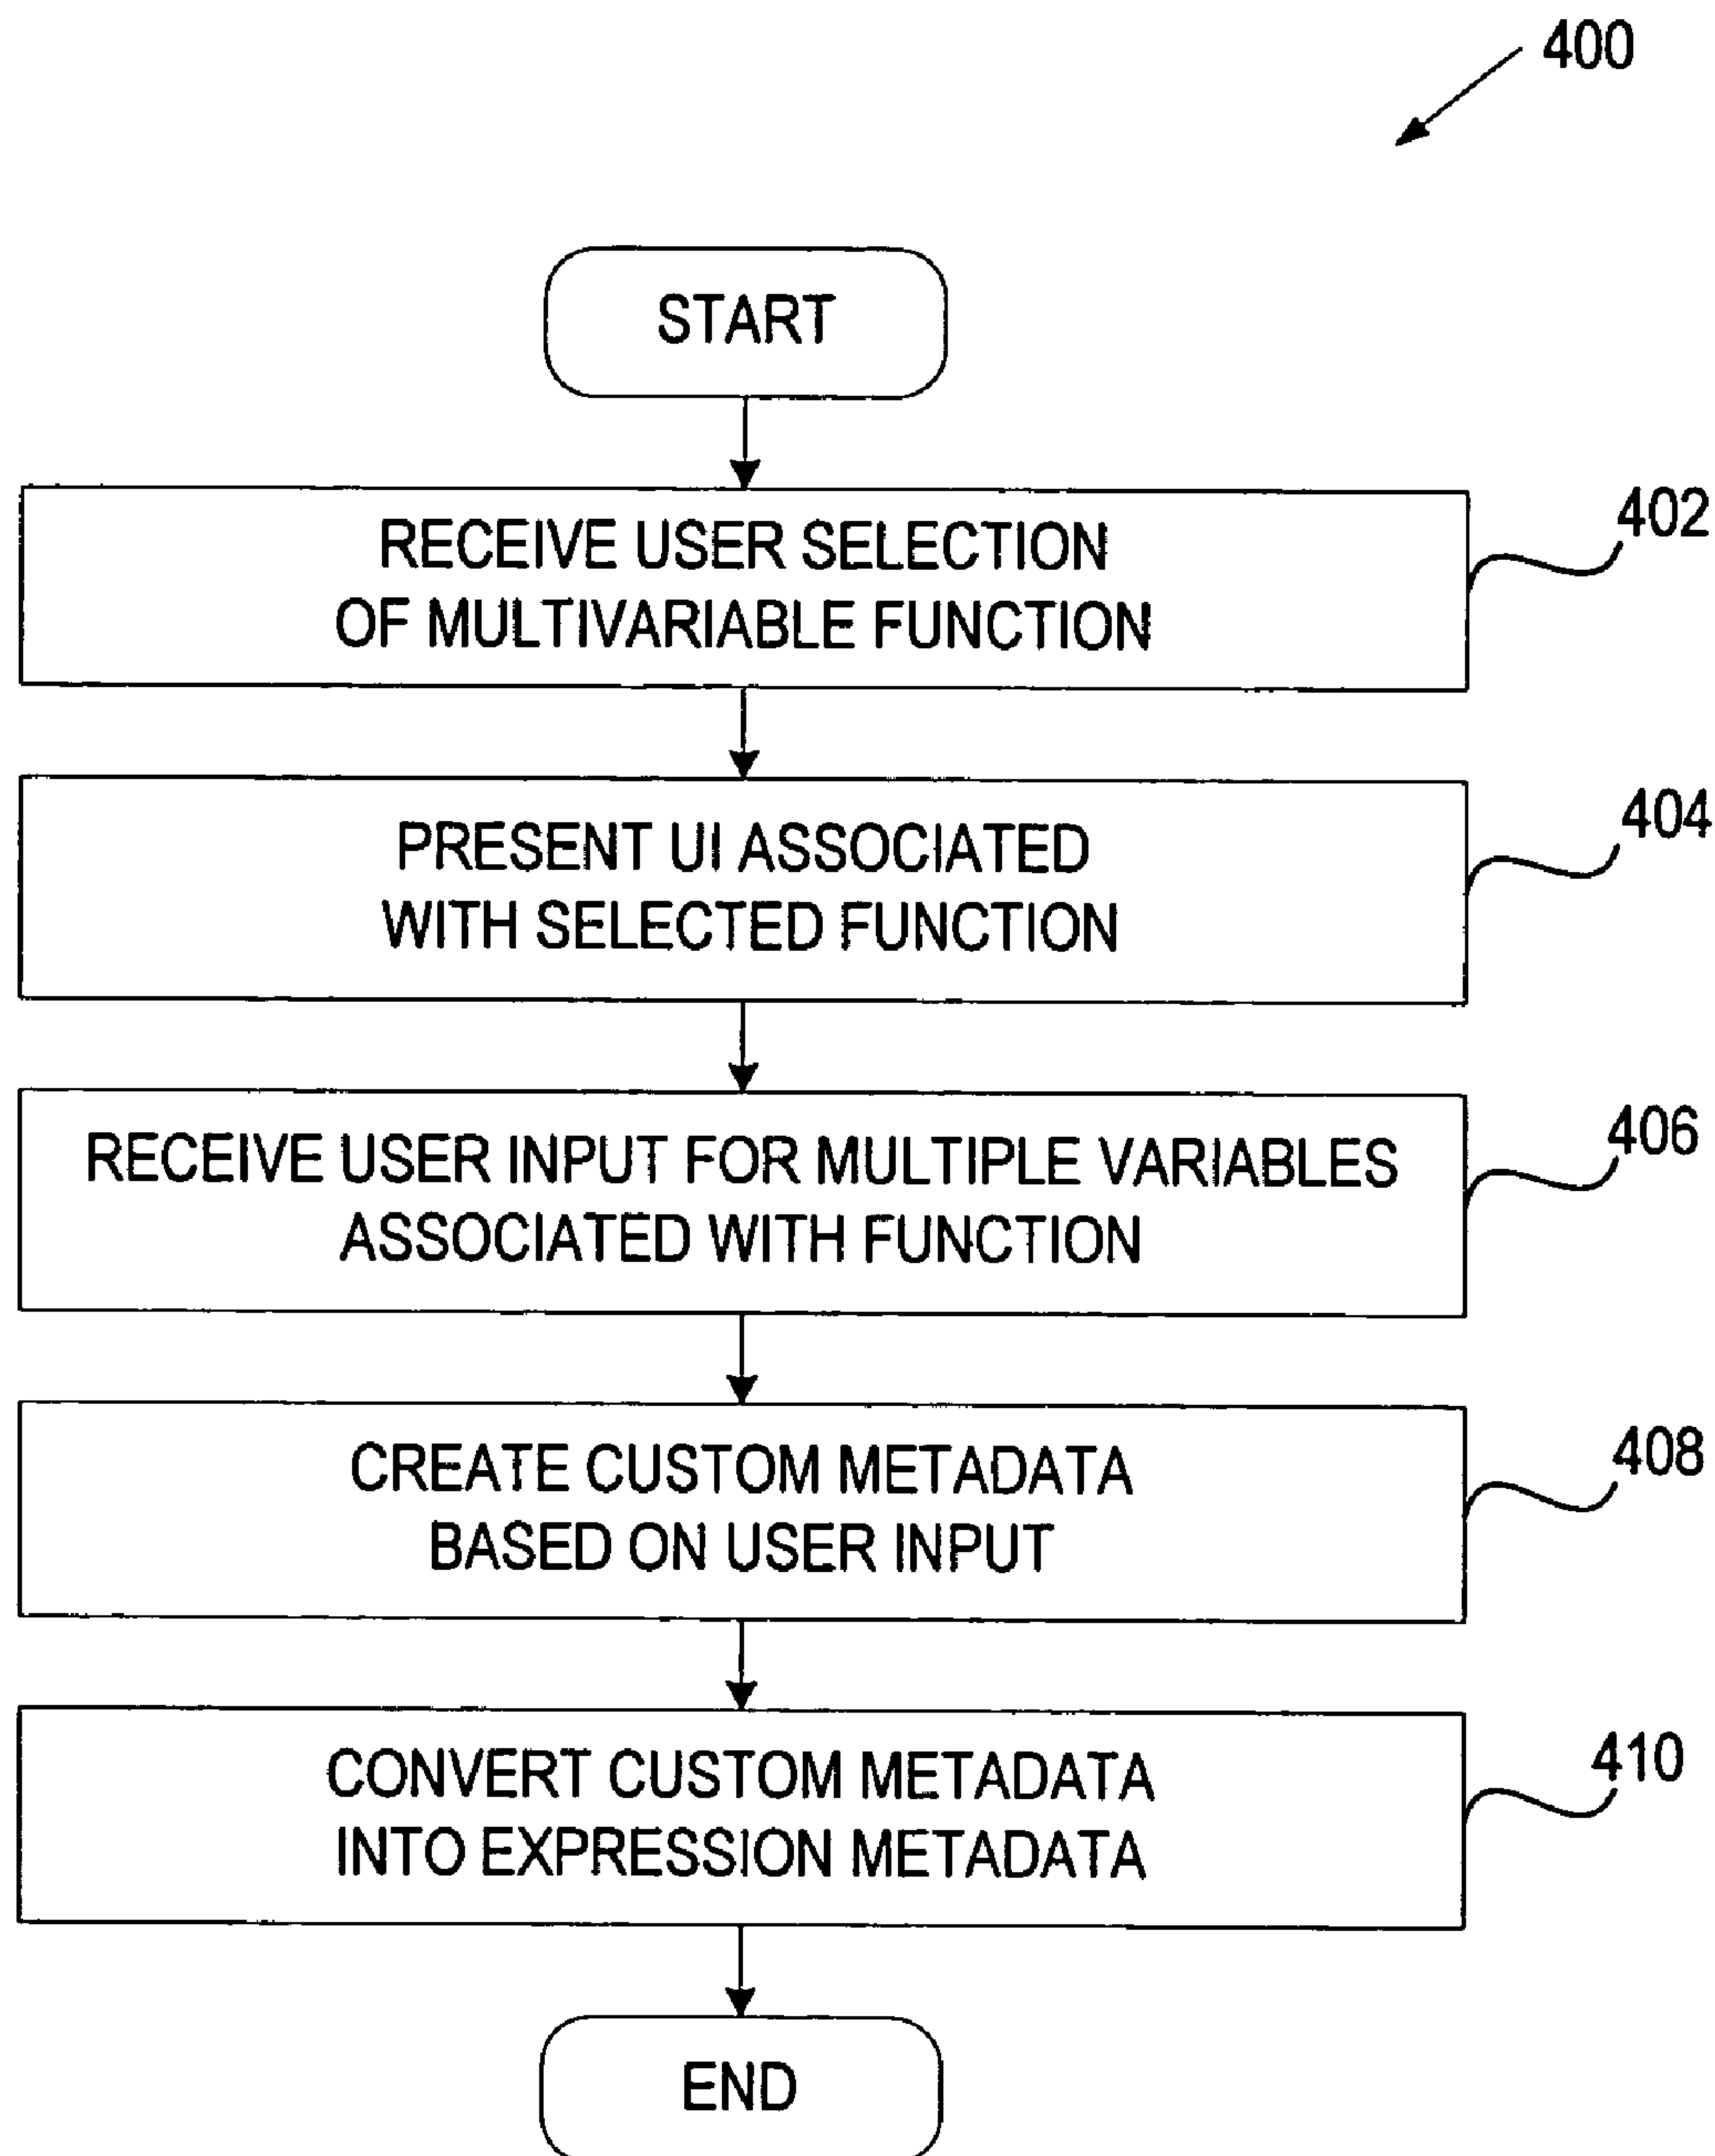 400
START
RECEIVE USER SELECTION
OF MULTIVARIABLE FUNCTION
402
PRESENT UI ASSOCIATED
WITH SELECTED FUNCTION
404
RECEIVE USER INPUT FOR MULTIPLE VARIABLES
ASSOCIATED WITH FUNCTION
406
CREATE CUSTOM METADATA
BASED ON USER INPUT
408
CONVERT CUSTOM METADATA
INTO EXPRESSION METADATA
410
END